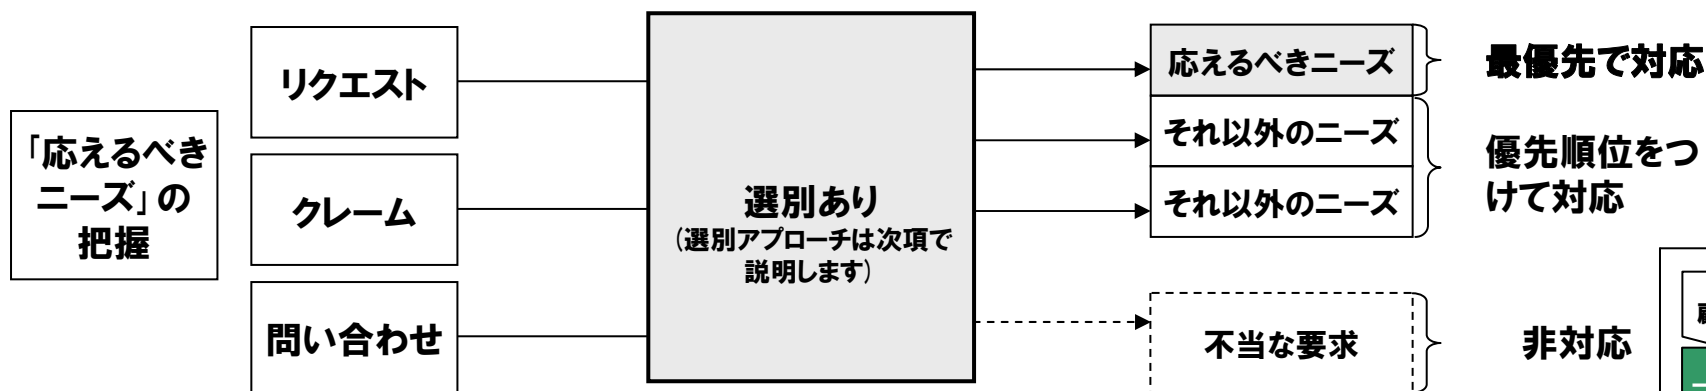 「応えるべき
ニーズ」の
把握
リクエスト
クレーム
問い合わせ
選別あり
(選別アプローチは次項で
説明します)
応えるべきニーズ
それ以外のニーズ
それ以外のニーズ
不当な要求
最優先で対応
優先順位をつ
けて対応
非対応